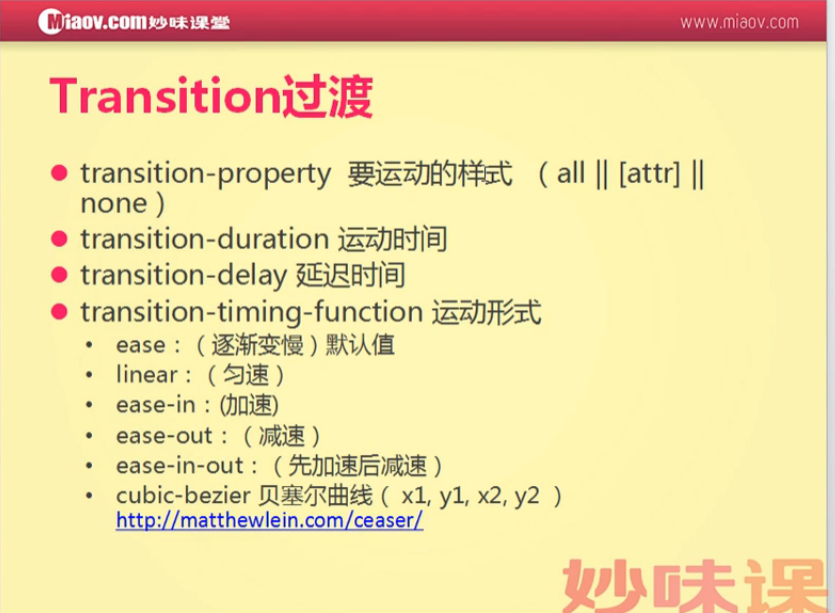 Miaov.com妙味课堂
www.miaov.com
Transition过渡
● transition-property 要运动的样式 （ all || [attr] ||
none ）
● transition-duration 运动时间
● transition-delay 延迟时间
● transition-timing-function 运动形式
• ease：（逐渐变慢）默认值
• linear：（匀速）
• ease-in：(加速)
• ease-out：（减速）
• ease-in-out：（先加速后减速）
• cubic-bezier 贝塞尔曲线（ x1, y1, x2, y2 ）
http://matthewlein.com/ceaser/
妙味课